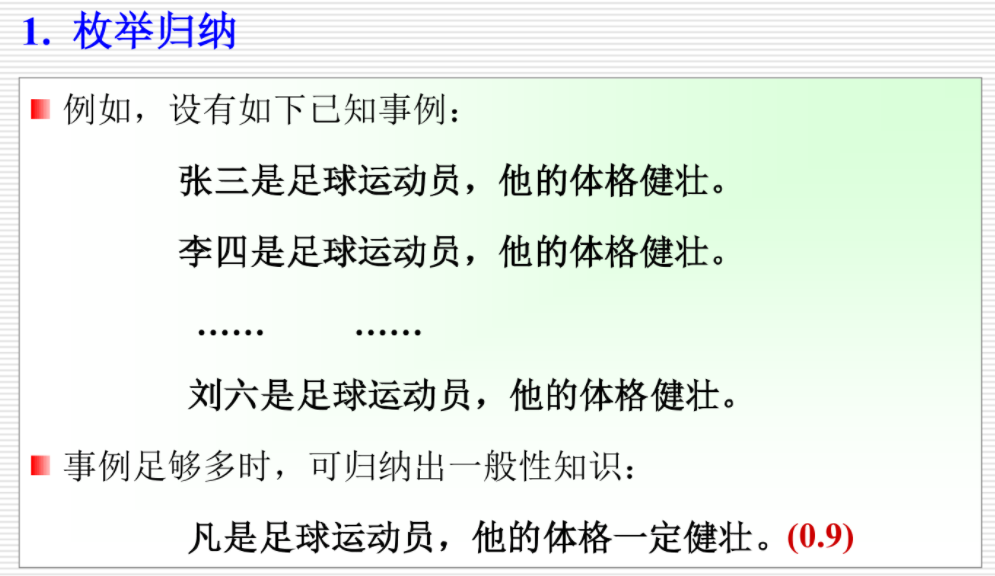 1. 枚举归纳
例如，设有如下已知事例：
张三是足球运动员，他的体格健壮。
李四是足球运动员，他的体格健壮。
…… ……
刘六是足球运动员，他的体格健壮。
事例足够多时，可归纳出一般性知识：
凡是足球运动员，他的体格一定健壮。(0.9)